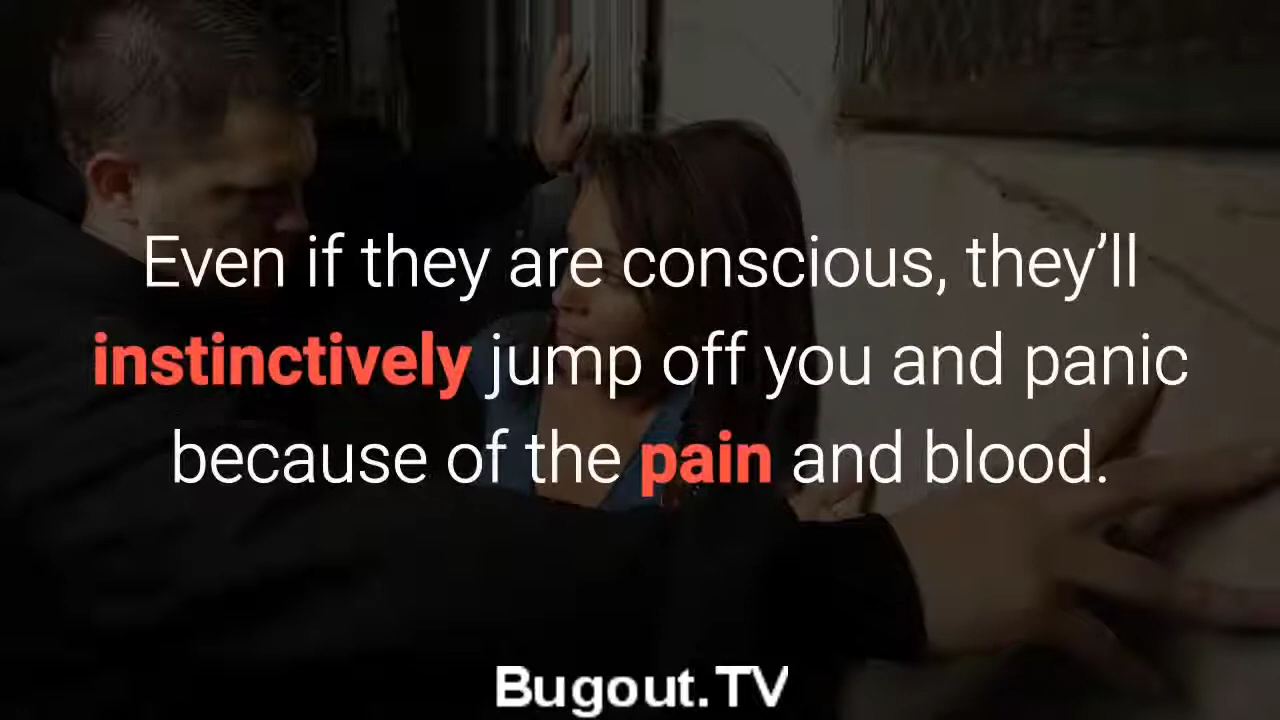 Even if they are conscious, they’ll
instinctively jump off you and panic
because of the pain and blood.
Bugout.TV